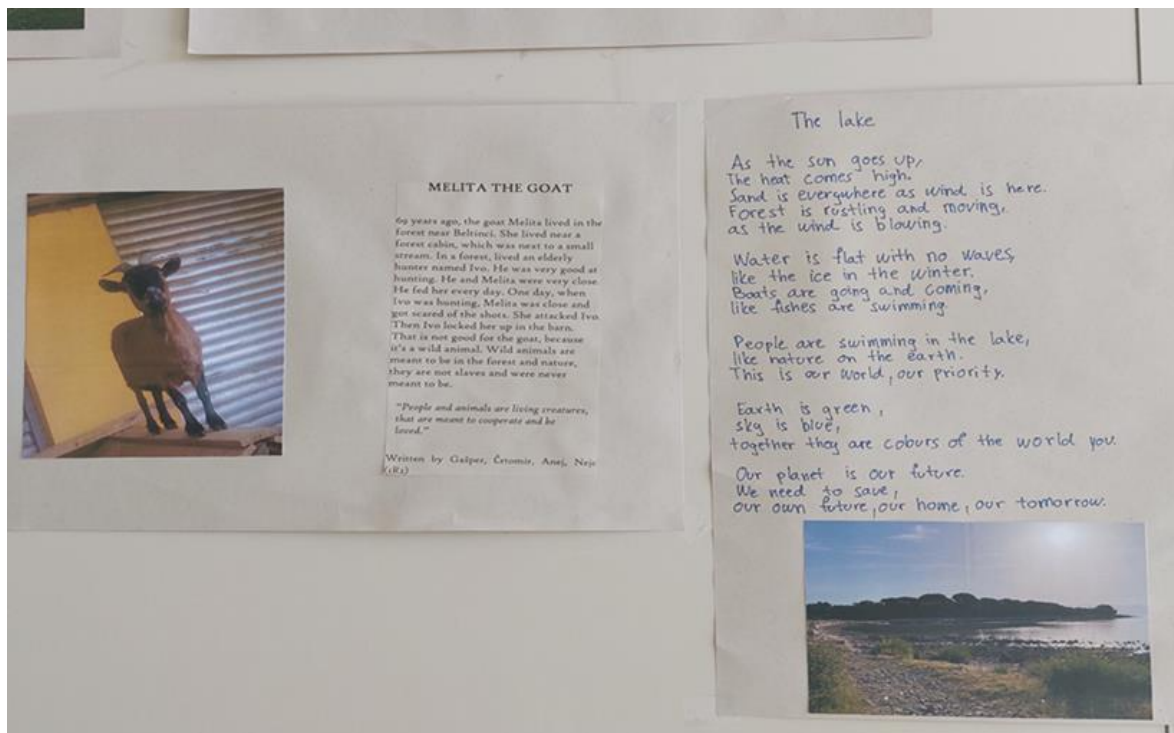 MELITA THE GOAT
69 years ago, the goat Melita lived in the
forest near Beltinci. She lived near a
forest cabin, which was next to a small
stream. In a forest, lived an elderly
hunter named Ivo. He was very good at
hunting. He and Melita were very close.
He fed her every day. One day, when
Ivo was hunting, Melita was close and
got scared of the shots. She attacked Ivo.
Then Ivo locked her up in the barn.
That is not good for the goat, because
it's a wild animal. Wild animals are
meant to be in the forest and nature,
they are not slaves and were never
meant to be.
"People and animals are living creatures,
that are meant to cooperate and be
loved."
Written by Gašper, Črtomir, Anej, Nejc
The lake
As the sun goes up,
The heat comes high.
Sand is everywhere as wind is here.
Forest is rustling and moving,
as the wind is blowing.
Water is flat with no waves,
like the ice in the winter.
Boats are going and coming,
like fishes are swimming.
People are swimming in the lake,
like nature on the earth.
This is our world, our priority.
Earth is green,
sky is blue,
together they are colours of the world you.
Our planet is our future.
We need to save,
our own future, our home, our tomorrow.